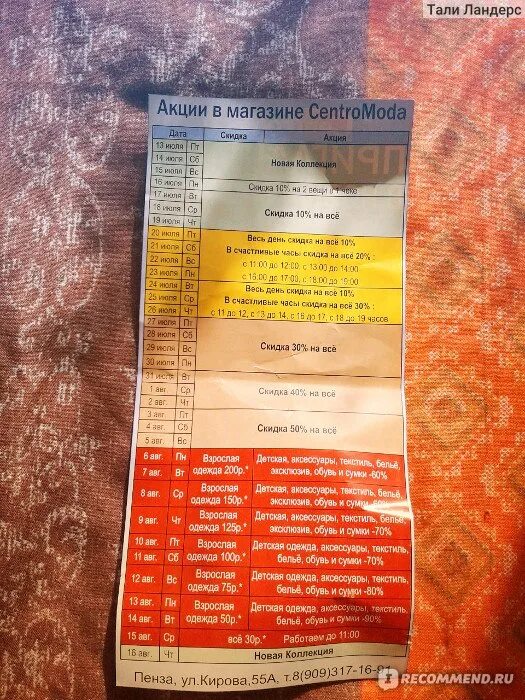 Тали Ландерс
Акции в магазине CentroModa
Дата Скидка Акция
13 июля Пт
14 июля Сб Новая Коллекция
15 июля Вс
16 июля Пн Скидка 10% на 2 вещи в 1 чеке
17 июля Вт
18 июля Ср Скидка 10% на всё
19 июля Чт
20 июля Пт Весь день скидка на всё 10%
21 июля Сб В счастливые часы скидка на все 20% :
22 июля Вс с 11:00 до 12:00, с 13:00 до 14:00
23 июля Пн с 16:00 до 17:00, с 18:00 до 19:00
24 июля Вт Весь день скидка на всё 10%
25 июля Ср В счастливые часы скидка на все 30% :
26 июля Чт с 11 до 12, с 13 до 14, с 16 до 17, с 18 до 19 часов
27 июля Пт
28 июля Сб
29 июля Вс Скидка 30% на всё
30 июля Пн
31 июля Вт
1 авг. Ср Скидка 40% на всё
2 авг. Чт
3 авг. Пт
4 авг. Сб Скидка 50% на всё
5 авг. Вс
6 авг. Пн Взрослая Детская, аксессуары, текстиль, бельё,
7 авг. Вт одежда 200р.* эксклюзив, обувь и сумки -60%
8 авг. Ср Взрослая Детская, аксессуары, текстиль, бельё,
одежда 150р.* эксклюзив, обувь и сумки
9 авг. Чт Взрослая Детская, аксессуары, текстиль, бельё,
одежда 125р.* эксклюзив, обувь и сумки -70%
10 авг. Пт Взрослая Детская одежда, аксессуары, текстиль,
11 авг. Сб одежда 100р.* бельё, обувь и сумки -70%
12 авг. Вс Взрослая Детская одежда, аксессуары, текстиль,
одежда 75р.* бельё, обувь и сумки -80%
13 авг. Пн Взрослая Детская одежда, аксессуары, текстиль,
14 авг. Вт одежда 50р.* бельё, обувь и сумки -90%
15 авг. Ср всё 30р.* Работаем до 11:00
16 авг. Чт Новая Коллекция
Пенза, ул.Кирова,55А, т.8(909)317-16-81
IRECOMMEND.RU